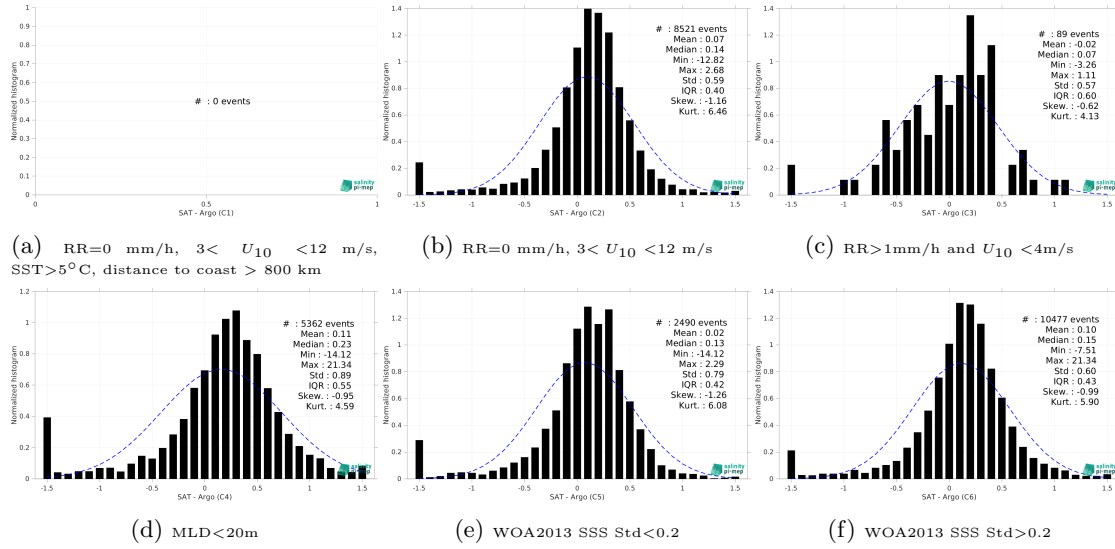 Normalized histogram
1
0.9
0.8
0.7
0.6
0.5
0.4
0.3
0.2
0.1
0
# : 0 events
salinity
pi-mep
0 0.5 1
SAT - Argo (C1)
(a) RR=0 mm/h, 3< U10 <12 m/s,
SST>5°C, distance to coast > 800 km
Normalized histogram
1.4
1.2
1
0.8
0.6
0.4
0.2
0
# : 8521 events
Mean : 0.07
Median : 0.14
Min : -12.82
Max : 2.68
Std : 0.59
IQR : 0.40
Skew. : -1.16
Kurt. : 6.46
salinity
pi-mep
-1.5 -1 -0.5 0 0.5 1 1.5
SAT - Argo (C2)
(b) RR=0 mm/h, 3< U10 <12 m/s
Normalized histogram
1.4
1.2
1
0.8
0.6
0.4
0.2
0
# : 89 events
Mean : -0.02
Median : 0.07
Min : -3.26
Max : 1.11
Std : 0.57
IQR : 0.60
Skew. : -0.62
Kurt. : 4.13
salinity
pi-mep
-1.5 -1 -0.5 0 0.5 1 1.5
SAT - Argo (C3)
(c) RR>1mm/h and U10 <4m/s
Normalized histogram
1.2
1
0.8
0.6
0.4
0.2
0
# : 5362 events
Mean : 0.11
Median : 0.23
Min : -14.12
Max : 21.34
Std : 0.89
IQR : 0.55
Skew. : -0.95
Kurt. : 4.59
salinity
pi-mep
-1.5 -1 -0.5 0 0.5 1 1.5
SAT - Argo (C4)
(d) MLD<20m
Normalized histogram
1.4
1.2
1
0.8
0.6
0.4
0.2
0
# : 2490 events
Mean : 0.02
Median : 0.13
Min : -14.12
Max : 2.29
Std : 0.79
IQR : 0.42
Skew. : -1.26
Kurt. : 6.08
salinity
pi-mep
-1.5 -1 -0.5 0 0.5 1 1.5
SAT - Argo (C5)
(e) WOA2013 SSS Std<0.2
Normalized histogram
1.4
1.2
1
0.8
0.6
0.4
0.2
0
# : 10477 events
Mean : 0.10
Median : 0.15
Min : -7.51
Max : 21.34
Std : 0.60
IQR : 0.43
Skew. : -0.99
Kurt. : 5.90
salinity
pi-mep
-1.5 -1 -0.5 0 0.5 1 1.5
SAT - Argo (C6)
(f) WOA2013 SSS Std>0.2